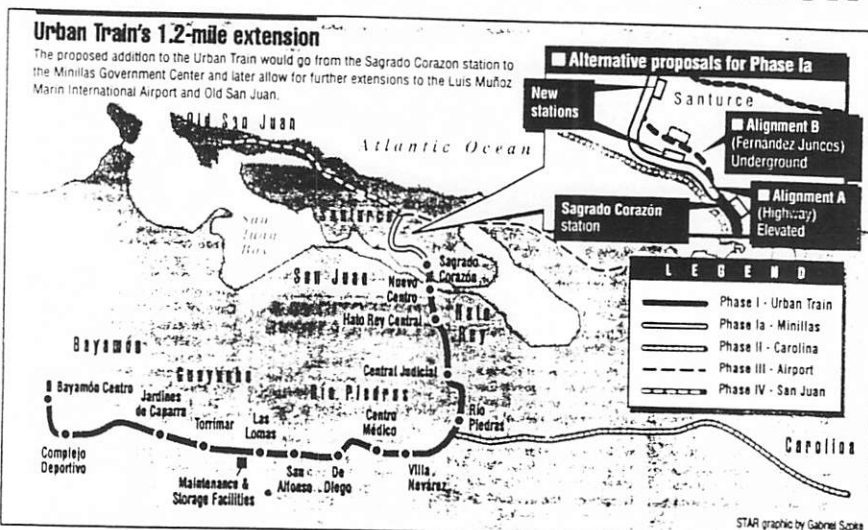 Urban Train's 1.2-mile extension
The proposed addition to the Urban Train would go from the Sagrado Corazon station to
the Minillas Government Center and later allow for further extensions to the Luis Muñoz
Marin International Airport and Old San Juan.
Alternative proposals for Phase Ia
New
stations
Santurce
Alignment B
(Fernandez Juncos)
Underground
Alignment A
(Highway)
Elevated
Sagrado Corazón
station
Old San Juan
Atlantic Ocean
Santurce
San
Juan
Bay
San Juan
Sagrado
Corazón
Nuevo
Centro
Hato Rey Central
Hato
Rey
Bayamón
Guaynabo
Río Piedras
Central Judicial
Bayamón Centro
Jardines
de Caparra
Torrimar
Las
Lomas
Centro
Médico
Río
Piedras
Carolina
Complejo
Deportivo
Maintenance &
Storage Facilities
San
Alfonso
De
Diego
Villa
Nevárez
LEGEND
Phase I - Urban Train
Phase Ia - Minillas
Phase II - Carolina
Phase III - Airport
Phase IV - San Juan
STAR graphic by Gabriel